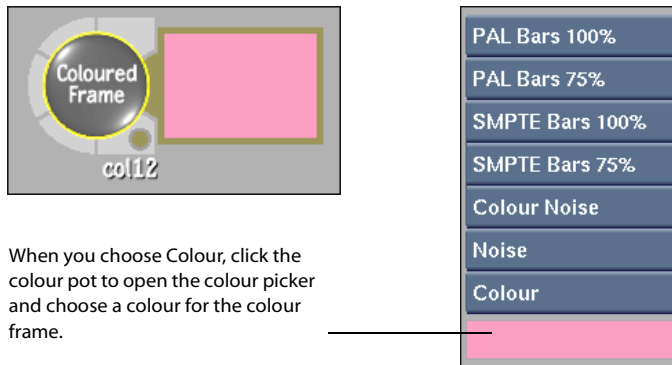 Coloured
Frame
col12
When you choose Colour, click the
colour pot to open the colour picker
and choose a colour for the colour
frame.
PAL Bars 100%
PAL Bars 75%
SMPTE Bars 100%
SMPTE Bars 75%
Colour Noise
Noise
Colour